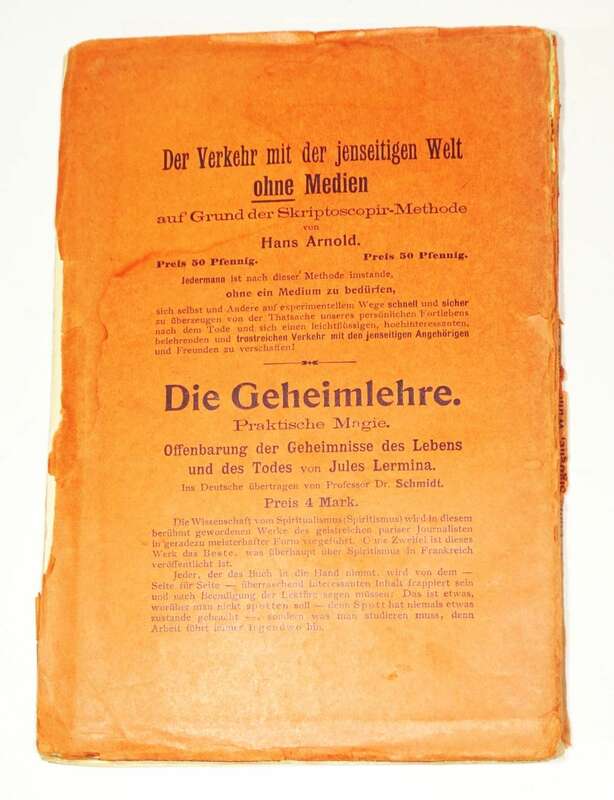 Der Verkehr mit der jenseitigen Welt
ohne Medien
auf Grund der Skriptoscopir-Methode
von
Hans Arnold.
Preis 50 Pfennig. Preis 50 Pfennig.
Jedermann ist nach dieser Methode imstande,
ohne ein Medium zu bedürfen,
sich selbst und Andere auf experimentellem Wege schnell und sicher
zu überzeugen von der Thatsache unseres persönlichen Fortlebens
nach dem Tode und sich einen leichtflüssigen, hochinteressanten,
belehrenden und trostreichen Verkehr mit den jenseitigen Angehörigen
und Freunden zu verschaffen!
Die Geheimlehre.
Praktische Magie.
Offenbarung der Geheimnisse des Lebens
und des Todes von Jules Lermina.
Ins Deutsche übertragen von Professor Dr. Schmidt.
Preis 4 Mark.
Die Wissenschaft vom Spiritualismus (Spiritismus) wird in diesem
berühmt gewordenen Werke des geistreichen pariser Journalisten
in geradezu meisterhafter Form vorgeführt. Ohne Zweifel ist dieses
Werk das Beste, was überhaupt über Spiritismus in Frankreich
veröffentlicht ist.
Jeder, der das Buch in die Hand nimmt, wird von dem —
Seite für Seite — überraschend interessanten Inhalt frappiert sein
und nach Beendigung der Lektüre sagen müssen: Das ist etwas,
worüber man nicht spotten soll — denn Spott hat niemals etwas
zustande gebracht —, sondern was man studieren muss, denn
Arbeit führt immer irgendwo hin.